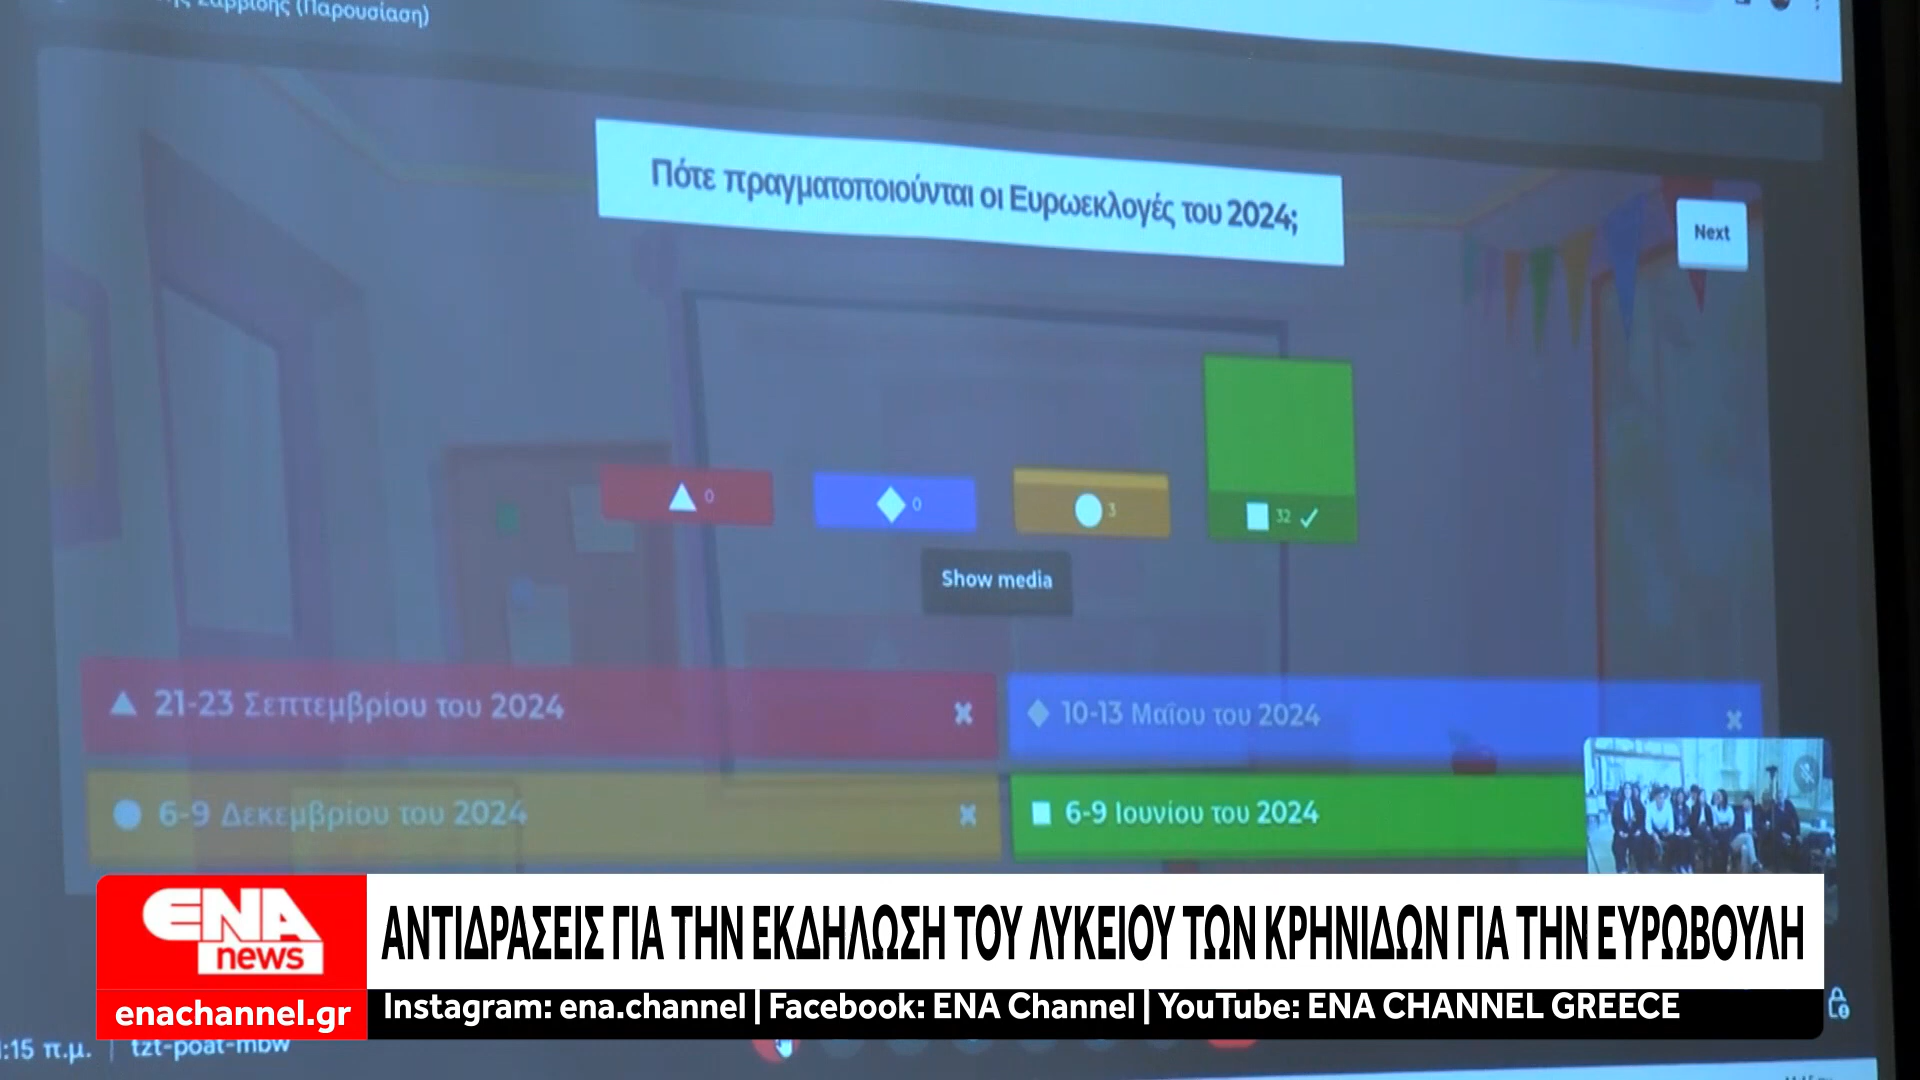 (Παρουσίαση)
Πότε πραγματοποιούνται οι Ευρωεκλογές του 2024;
Next
0
0
3
32
Show media
21-23 Σεπτεμβρίου του 2024
10-13 Μαΐου του 2024
6-9 Δεκεμβρίου του 2024
6-9 Ιουνίου του 2024
ENA
news
ΑΝΤΙΔΡΑΣΕΙΣ ΓΙΑ ΤΗΝ ΕΚΔΗΛΩΣΗ ΤΟΥ ΛΥΚΕΙΟΥ ΤΩΝ ΚΡΗΝΙΔΩΝ ΓΙΑ ΤΗΝ ΕΥΡΩΒΟΥΛΗ
enachannel.gr
Instagram: ena.channel | Facebook: ENA Channel | YouTube: ENA CHANNEL GREECE
:15 π.μ. | tzt-poat-mbw